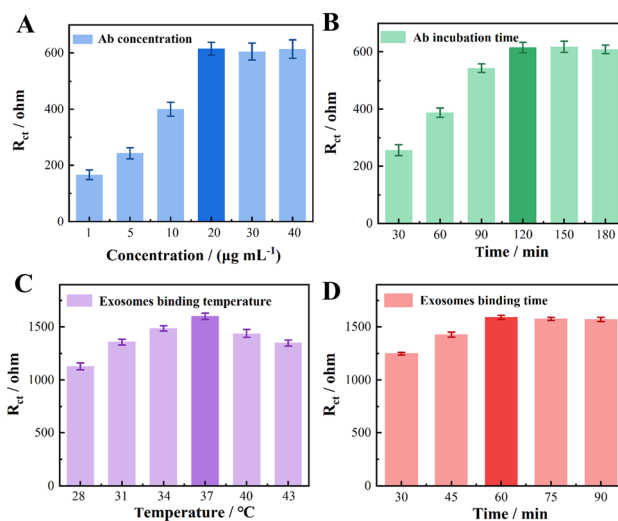 A
Ab concentration
R_ct / ohm
600
400
200
0
1 5 10 20 30 40
Concentration / (μg mL⁻¹)
B
Ab incubation time
R_ct / ohm
600
400
200
0
30 60 90 120 150 180
Time / min
C
Exosomes binding temperature
R_ct / ohm
1500
1000
500
0
28 31 34 37 40 43
Temperature / °C
D
Exosomes binding time
R_ct / ohm
1500
1000
500
0
30 45 60 75 90
Time / min